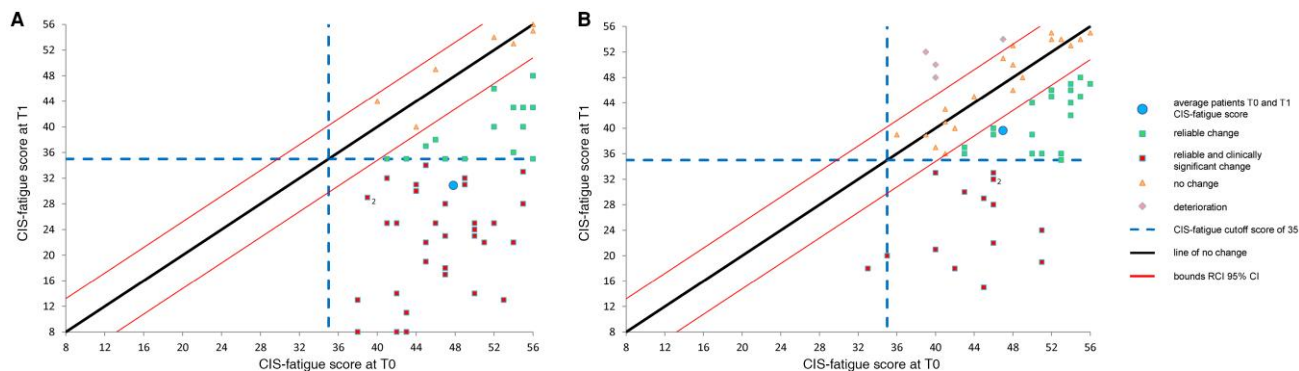 A
CIS-fatigue score at T1
56
52
48
44
40
36
32
28
24
20
16
12
8
2
8 12 16 20 24 28 32 36 40 44 48 52 56
CIS-fatigue score at T0
B
CIS-fatigue score at T1
56
52
48
44
40
36
32
28
24
20
16
12
8
2
8 12 16 20 24 28 32 36 40 44 48 52 56
CIS-fatigue score at T0
average patients T0 and T1
CIS-fatigue score
reliable change
reliable and clinically
significant change
no change
deterioration
CIS-fatigue cutoff score of 35
line of no change
bounds RCI 95% CI